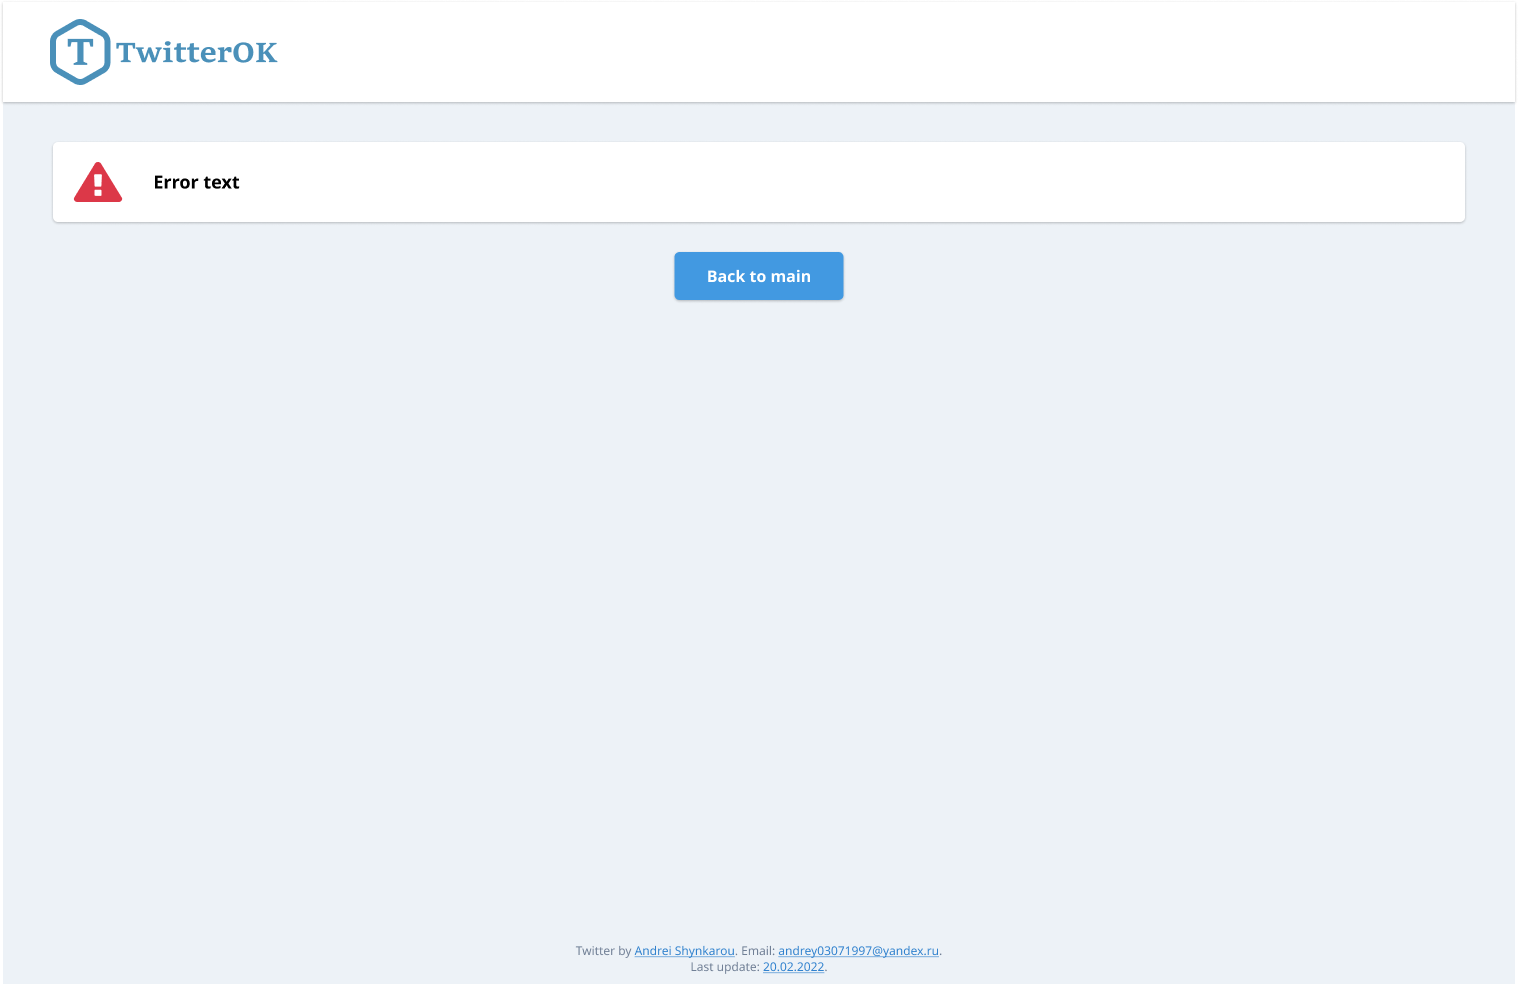 T TwitterOK
Error text
Back to main
Twitter by Andrei Shynkarou. Email: andrey03071997@yandex.ru.
Last update: 20.02.2022.